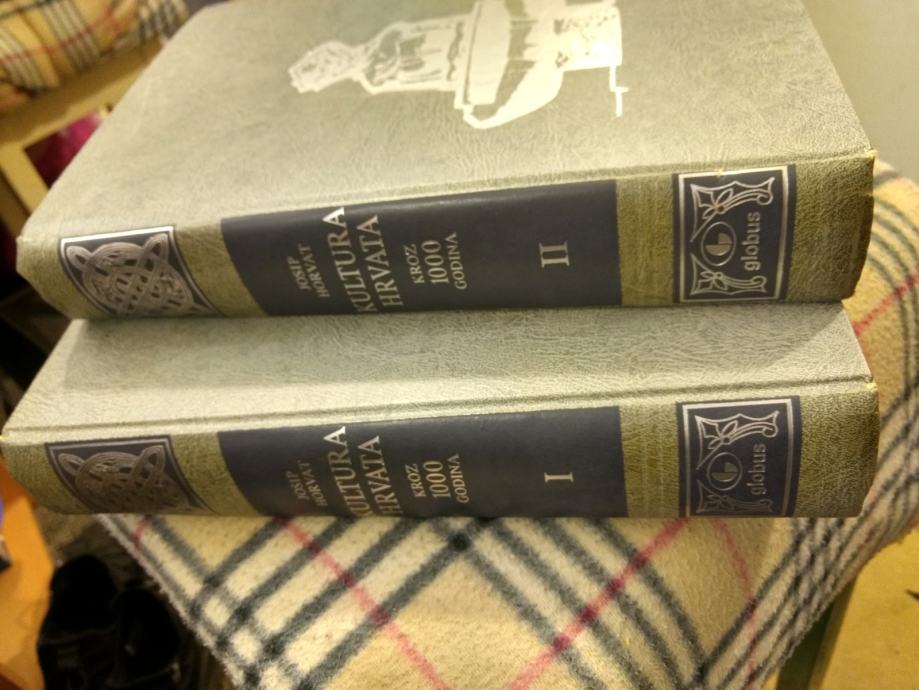 JOSIP
HORVAT
KULTURA
HRVATA
KROZ
1000
GODINA
II
globus
JOSIP
HORVAT
KULTURA
HRVATA
KROZ
1000
GODINA
I
globus